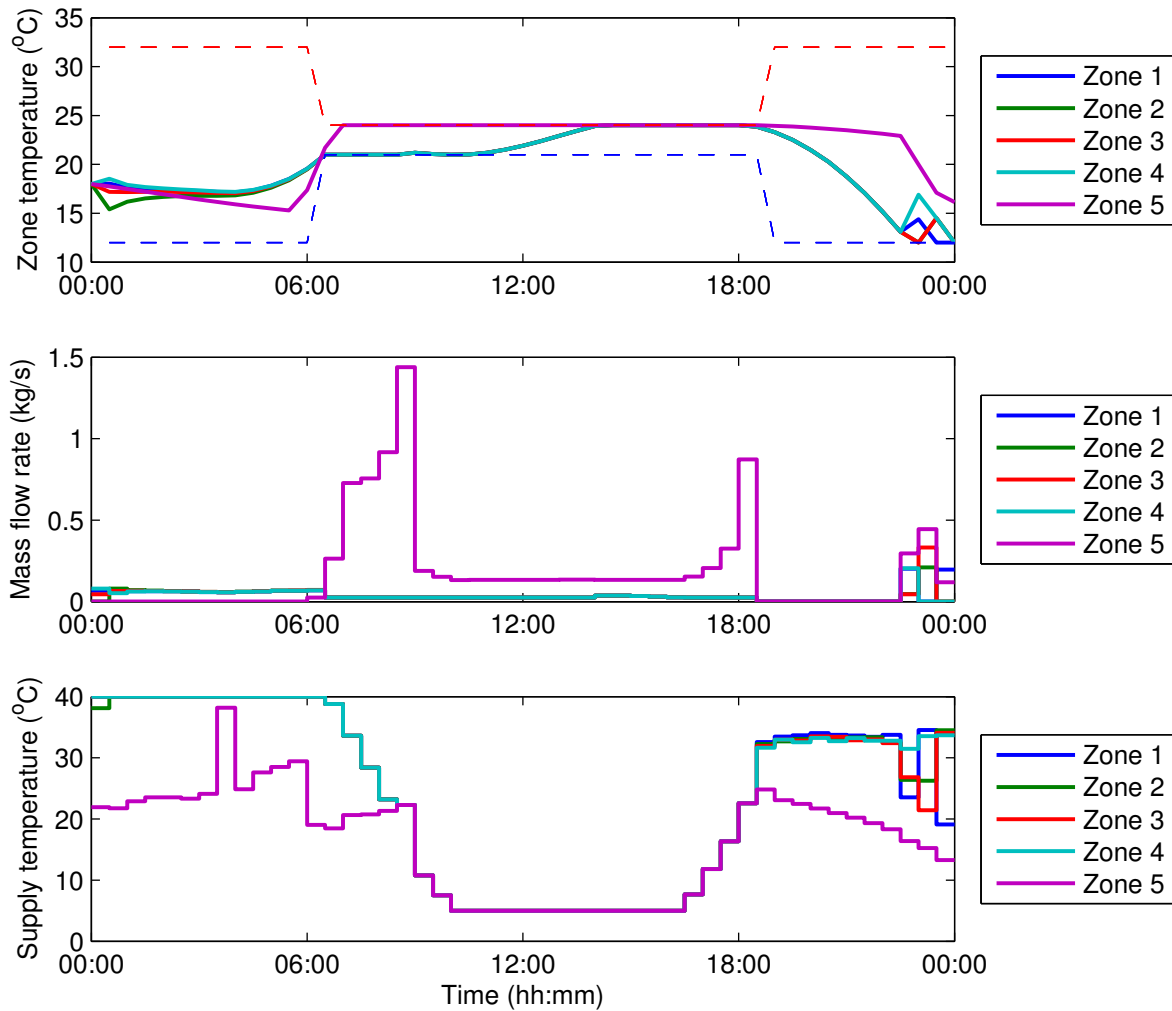 Zone temperature (°C)
35
30
25
20
15
10
00:00 06:00 12:00 18:00 00:00
Zone 1
Zone 2
Zone 3
Zone 4
Zone 5
Mass flow rate (kg/s)
1.5
1
0.5
0
00:00 06:00 12:00 18:00 00:00
Zone 1
Zone 2
Zone 3
Zone 4
Zone 5
Supply temperature (°C)
40
30
20
10
0
00:00 06:00 12:00 18:00 00:00
Time (hh:mm)
Zone 1
Zone 2
Zone 3
Zone 4
Zone 5